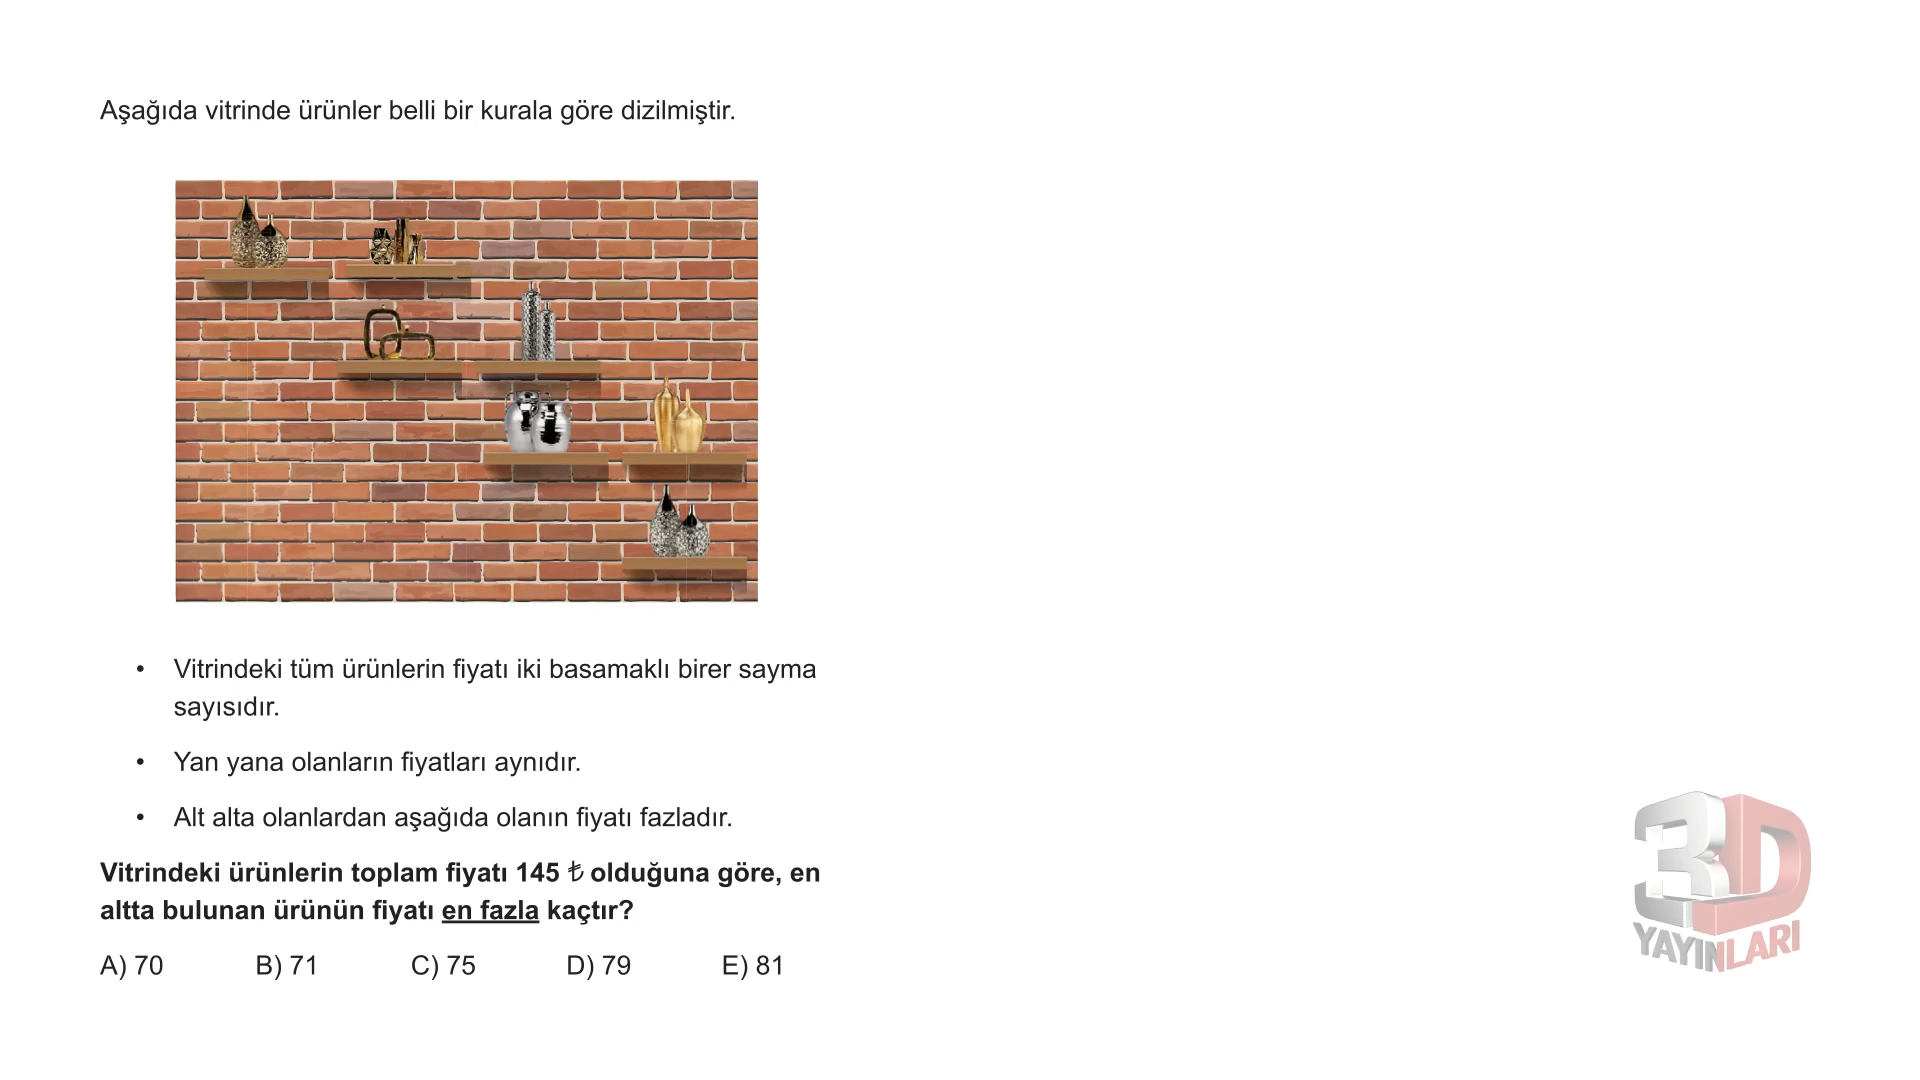 Aşağıda vitrinde ürünler belli bir kurala göre dizilmiştir.
• Vitrindeki tüm ürünlerin fiyatı iki basamaklı birer sayma
sayısıdır.
• Yan yana olanların fiyatları aynıdır.
• Alt alta olanlardan aşağıda olanın fiyatı fazladır.
Vitrindeki ürünlerin toplam fiyatı 145 ₺ olduğuna göre, en
altta bulunan ürünün fiyatı en fazla kaçtır?
A) 70 B) 71 C) 75 D) 79 E) 81
3D
YAYINLARI